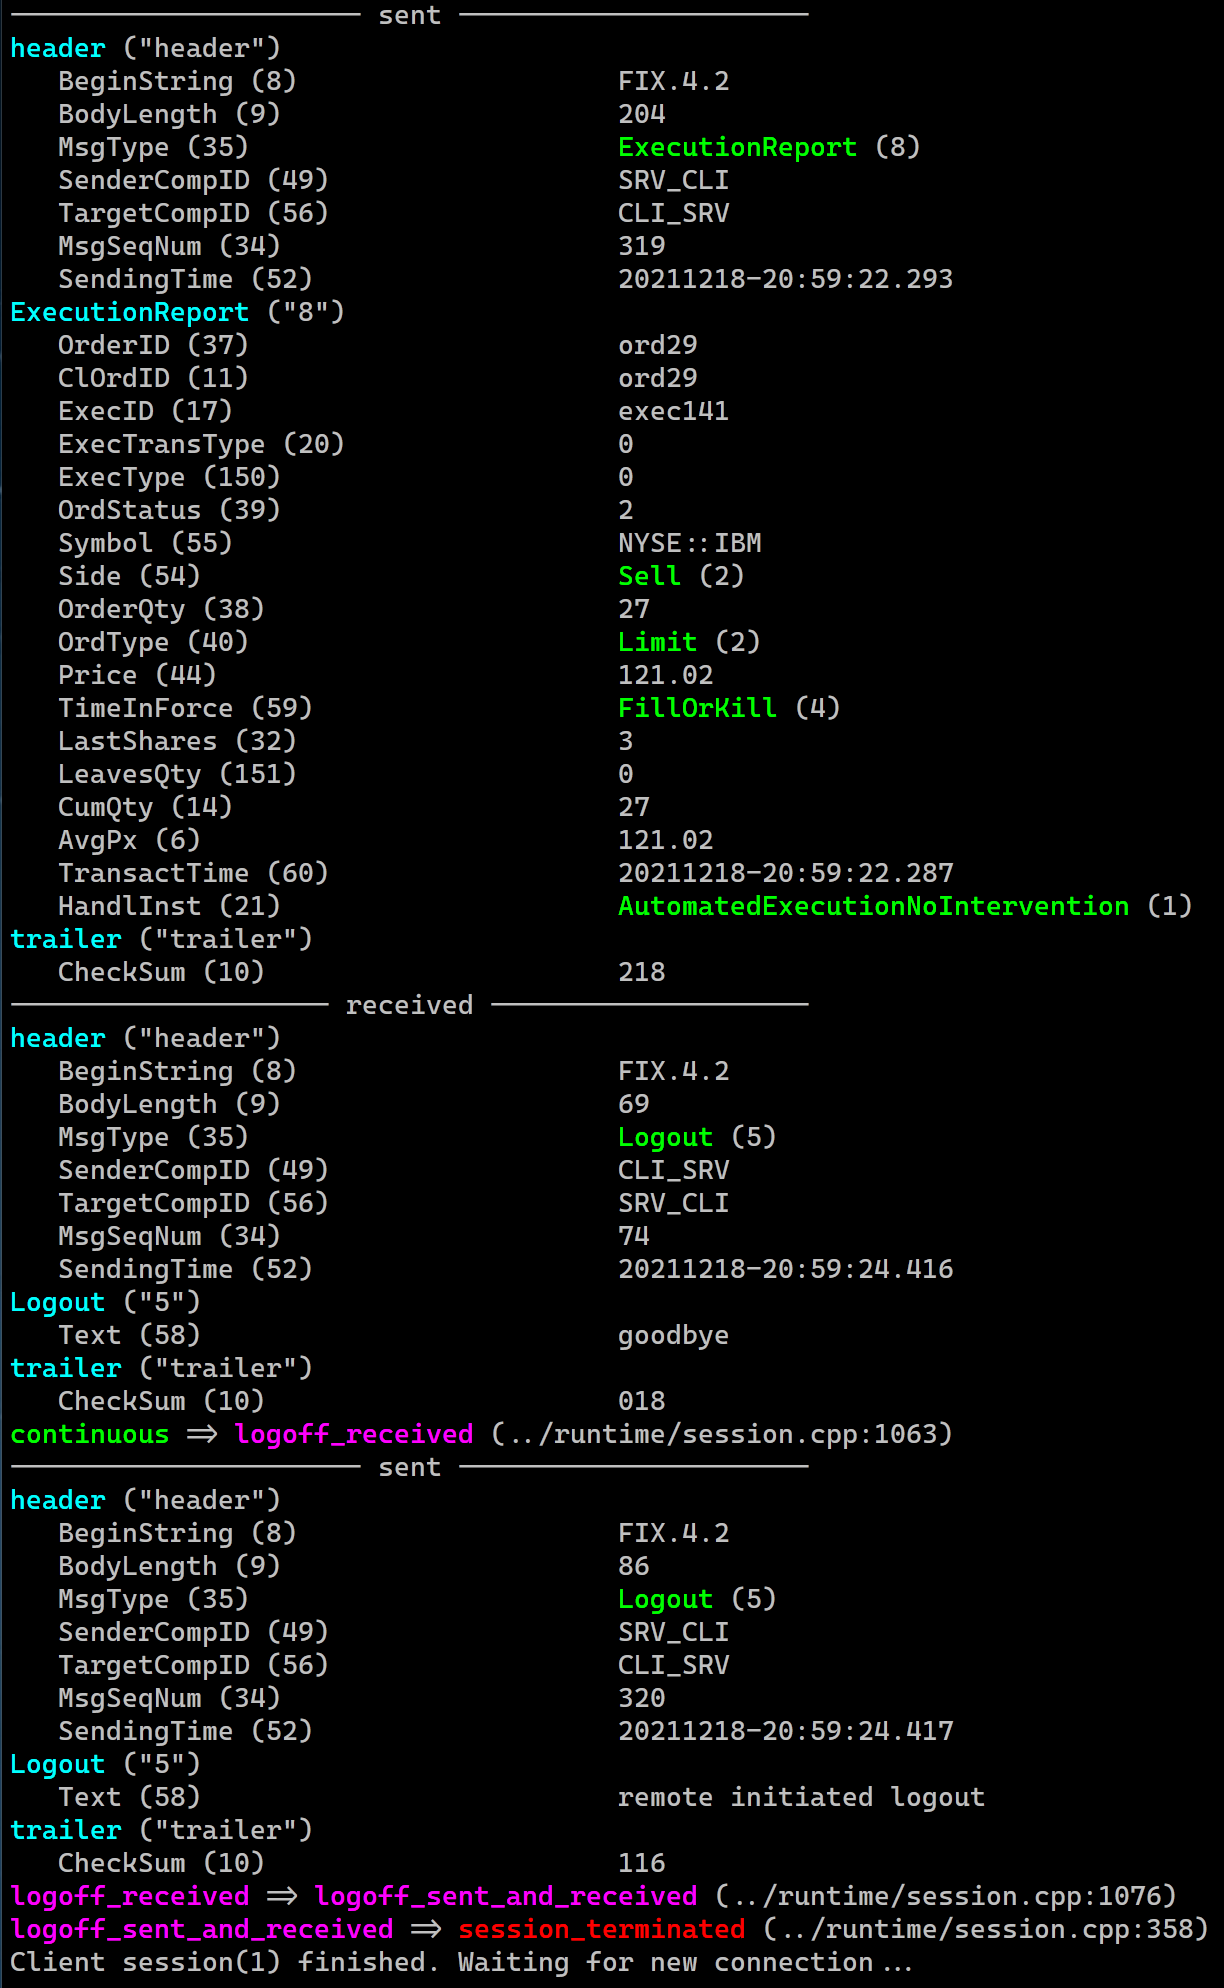 sent
header ("header")
BeginString (8) FIX.4.2
BodyLength (9) 204
MsgType (35) ExecutionReport (8)
SenderCompID (49) SRV_CLI
TargetCompID (56) CLI_SRV
MsgSeqNum (34) 319
SendingTime (52) 20211218-20:59:22.293
ExecutionReport ("8")
OrderID (37) ord29
ClOrdID (11) ord29
ExecID (17) exec141
ExecTransType (20) 0
ExecType (150) 0
OrdStatus (39) 2
Symbol (55) NYSE::IBM
Side (54) Sell (2)
OrderQty (38) 27
OrdType (40) Limit (2)
Price (44) 121.02
TimeInForce (59) FillOrKill (4)
LastShares (32) 3
LeavesQty (151) 0
CumQty (14) 27
AvgPx (6) 121.02
TransactTime (60) 20211218-20:59:22.287
HandlInst (21) AutomatedExecutionNoIntervention (1)
trailer ("trailer")
CheckSum (10) 218
received
header ("header")
BeginString (8) FIX.4.2
BodyLength (9) 69
MsgType (35) Logout (5)
SenderCompID (49) CLI_SRV
TargetCompID (56) SRV_CLI
MsgSeqNum (34) 74
SendingTime (52) 20211218-20:59:24.416
Logout ("5")
Text (58) goodbye
trailer ("trailer")
CheckSum (10) 018
continuous => logoff_received (../runtime/session.cpp:1063)
sent
header ("header")
BeginString (8) FIX.4.2
BodyLength (9) 86
MsgType (35) Logout (5)
SenderCompID (49) SRV_CLI
TargetCompID (56) CLI_SRV
MsgSeqNum (34) 320
SendingTime (52) 20211218-20:59:24.417
Logout ("5")
Text (58) remote initiated logout
trailer ("trailer")
CheckSum (10) 116
logoff_received => logoff_sent_and_received (../runtime/session.cpp:1076)
logoff_sent_and_received => session_terminated (../runtime/session.cpp:358)
Client session(1) finished. Waiting for new connection...